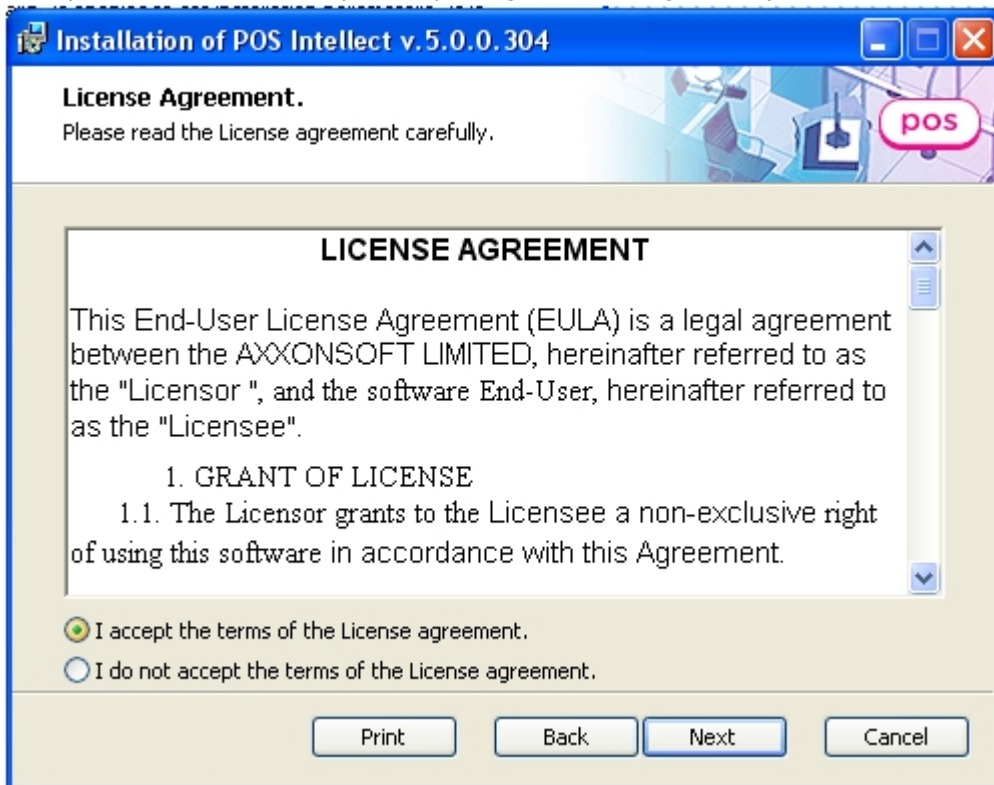 Installation of POS Intellect v.5.0.0.304
License Agreement.
Please read the License agreement carefully.
pos
LICENSE AGREEMENT
This End-User License Agreement (EULA) is a legal agreement
between the AXXONSOFT LIMITED, hereinafter referred to as
the "Licensor ", and the software End-User, hereinafter referred to
as the "Licensee".
1. GRANT OF LICENSE
1.1. The Licensor grants to the Licensee a non-exclusive right
of using this software in accordance with this Agreement.
I accept the terms of the License agreement.
I do not accept the terms of the License agreement.
Print Back Next Cancel